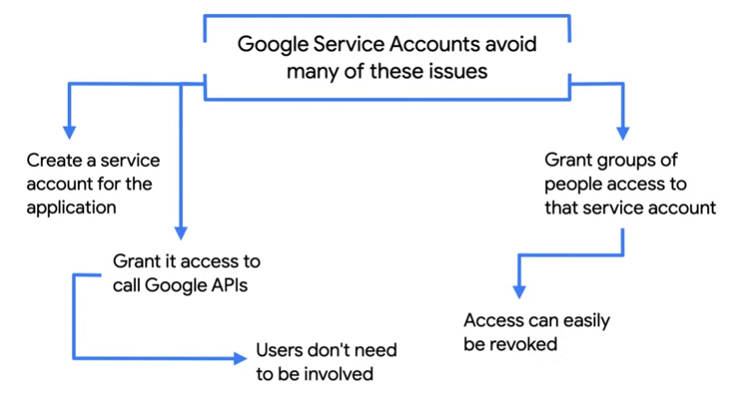 Google Service Accounts avoid
many of these issues
Create a service
account for the
application
Grant it access to
call Google APIs
Users don't need
to be involved
Grant groups of
people access to
that service account
Access can easily
be revoked